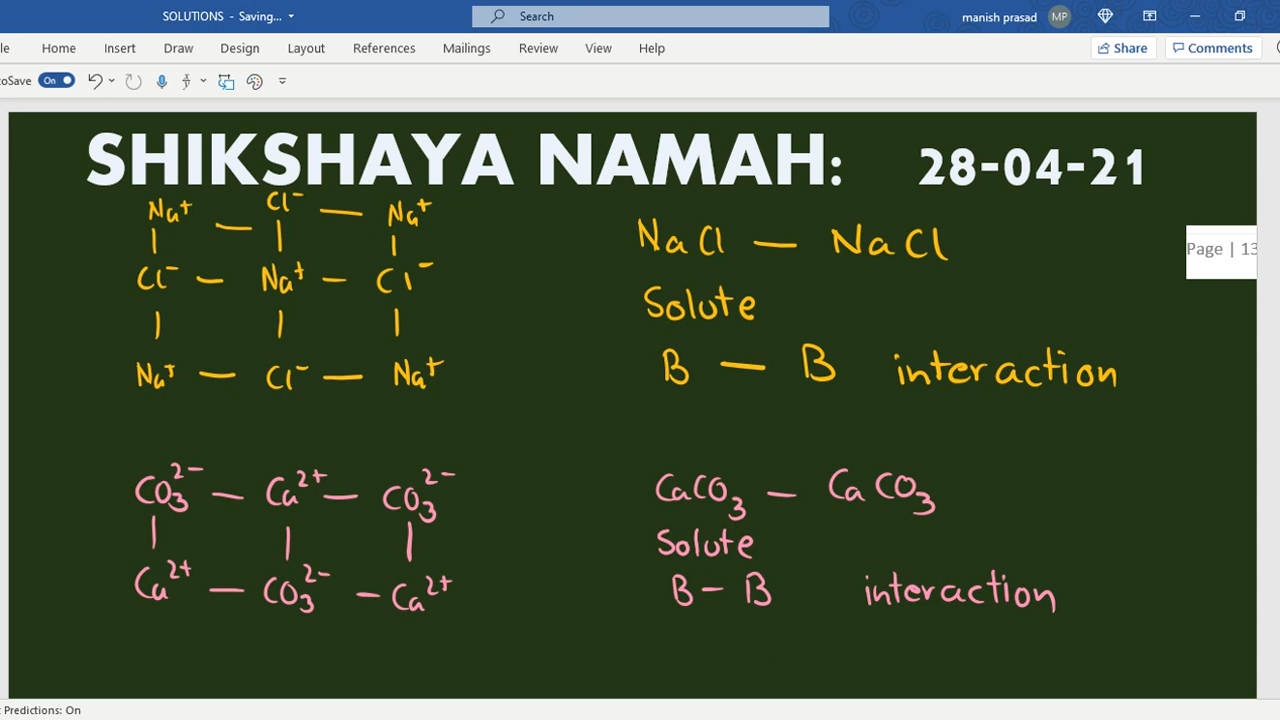 SOLUTIONS - Saving...
Search
manish prasad MP
le Home Insert Draw Design Layout References Mailings Review View Help Share Comments
oSave On
SHIKSHAYA NAMAH: 28-04-21
Na⁺ — Cl⁻ — Na⁺
Cl⁻ — Na⁺ — Cl⁻
Na⁺ — Cl⁻ — Na⁺
NaCl — NaCl
Solute
B — B interaction
Page | 13
CO₃²⁻ — Ca²⁺ — CO₃²⁻
Ca²⁺ — CO₃²⁻ — Ca²⁺
CaCO₃ — CaCO₃
Solute
B - B interaction
Predictions: On